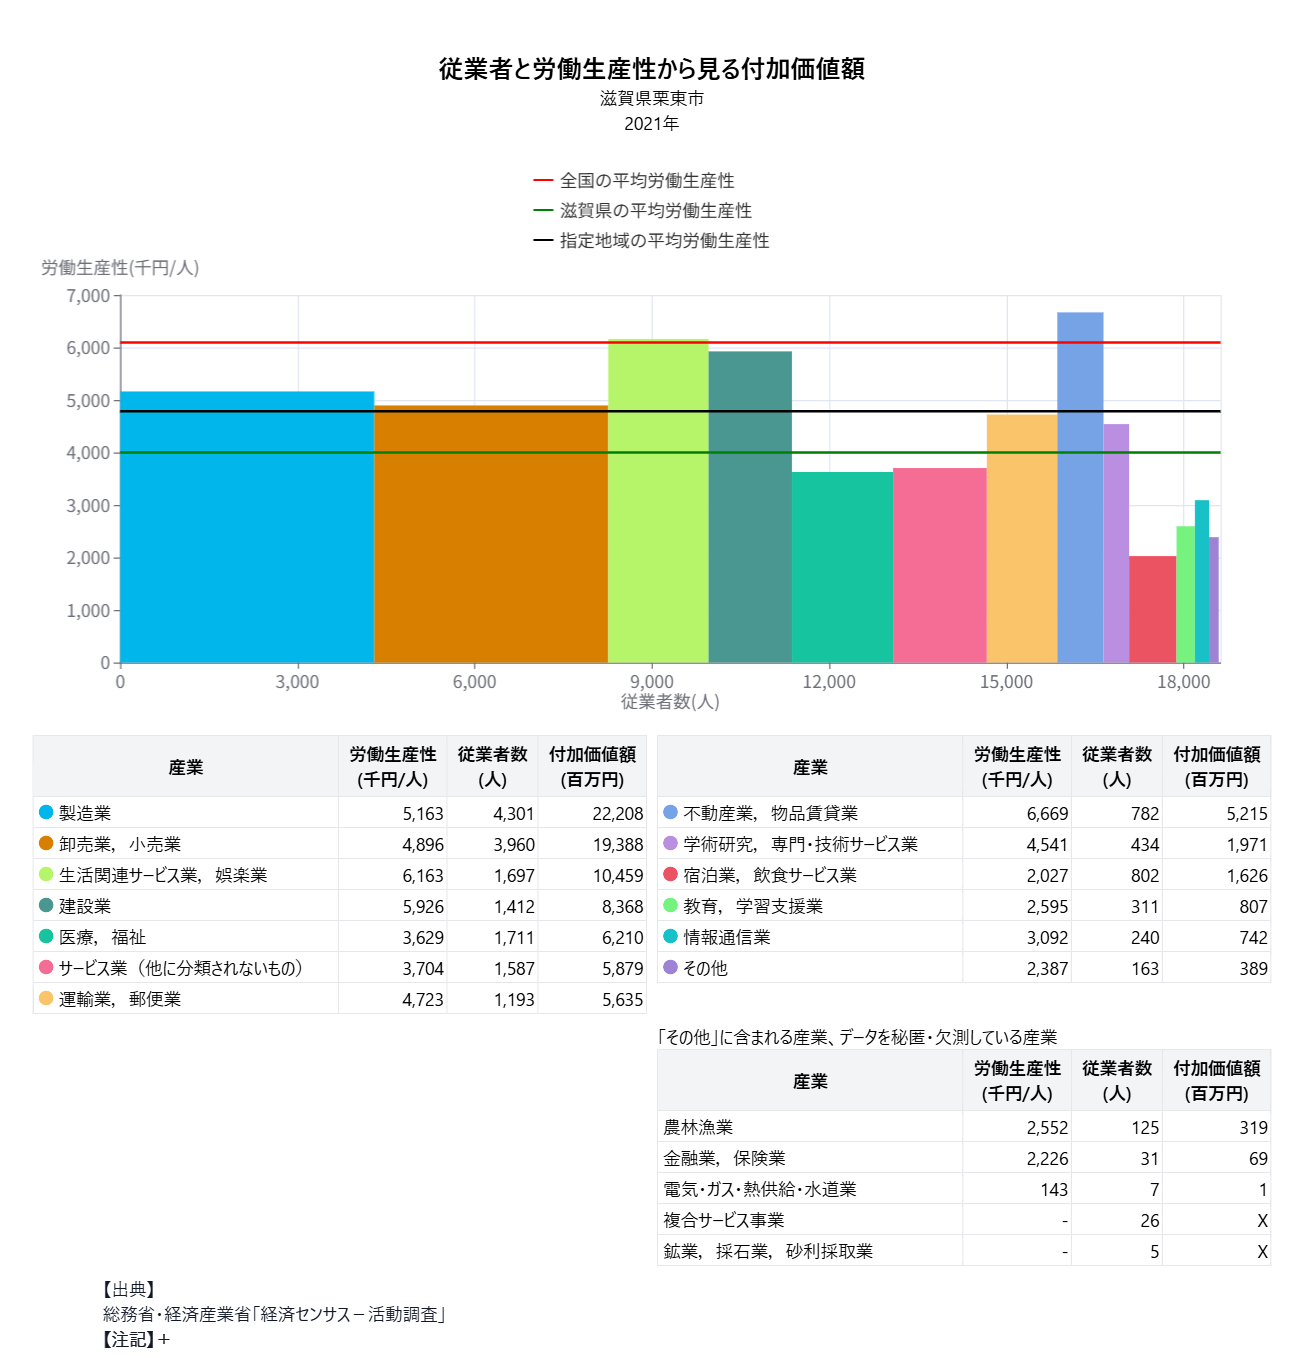 従業者と労働生産性から見る付加価値額
滋賀県栗東市
2021年
全国の平均労働生産性
滋賀県の平均労働生産性
指定地域の平均労働生産性
労働生産性(千円/人)
7,000
6,000
5,000
4,000
3,000
2,000
1,000
0
0 3,000 6,000 9,000 12,000 15,000 18,000
従業者数(人)
産業 労働生産性(千円/人) 従業者数(人) 付加価値額(百万円)
製造業 5,163 4,301 22,208
卸売業，小売業 4,896 3,960 19,388
生活関連サービス業，娯楽業 6,163 1,697 10,459
建設業 5,926 1,412 8,368
医療，福祉 3,629 1,711 6,210
サービス業（他に分類されないもの） 3,704 1,587 5,879
運輸業，郵便業 4,723 1,193 5,635
産業 労働生産性(千円/人) 従業者数(人) 付加価値額(百万円)
不動産業，物品賃貸業 6,669 782 5,215
学術研究，専門・技術サービス業 4,541 434 1,971
宿泊業，飲食サービス業 2,027 802 1,626
教育，学習支援業 2,595 311 807
情報通信業 3,092 240 742
その他 2,387 163 389
「その他」に含まれる産業、データを秘匿・欠測している産業
産業 労働生産性(千円/人) 従業者数(人) 付加価値額(百万円)
農林漁業 2,552 125 319
金融業，保険業 2,226 31 69
電気・ガス・熱供給・水道業 143 7 1
複合サービス事業 - 26 X
鉱業，採石業，砂利採取業 - 5 X
【出典】
総務省・経済産業省「経済センサス－活動調査」
【注記】＋